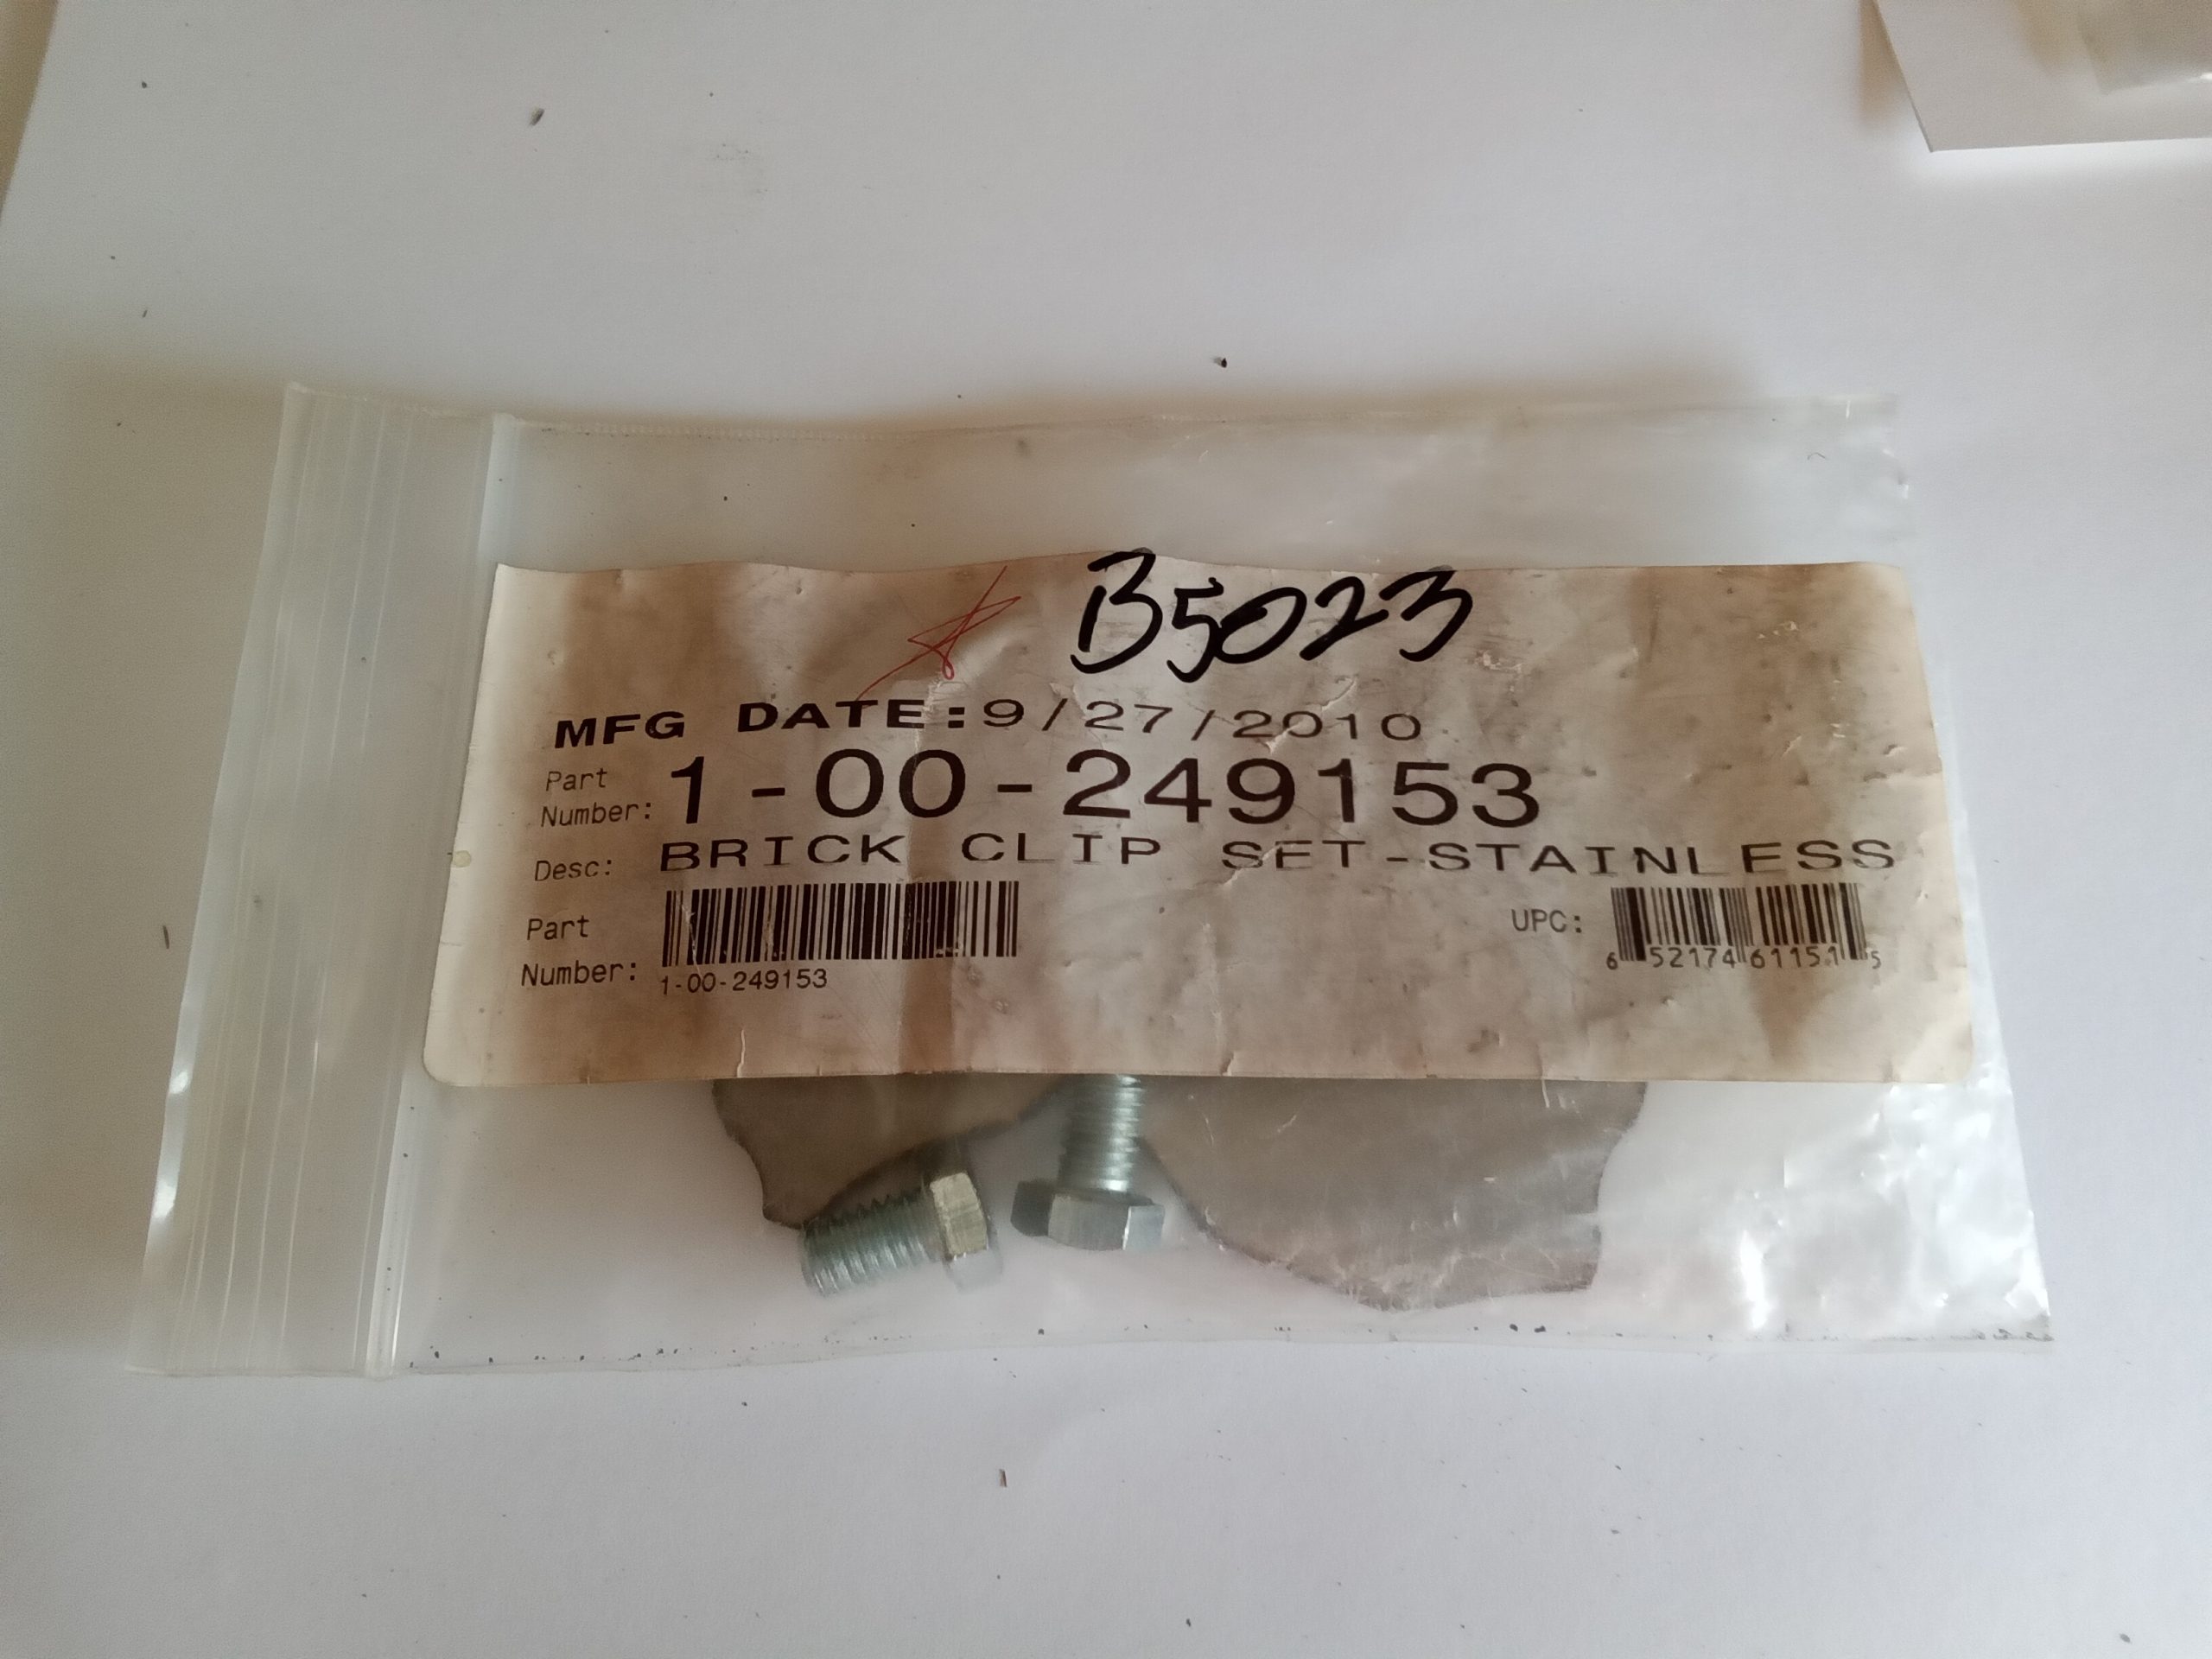 B5023
MFG DATE:9/27/2010
Part Number: 1-00-249153
Desc: BRICK CLIP SET-STAINLESS
Part Number: 1-00-249153
UPC: 6 52174 61151 5